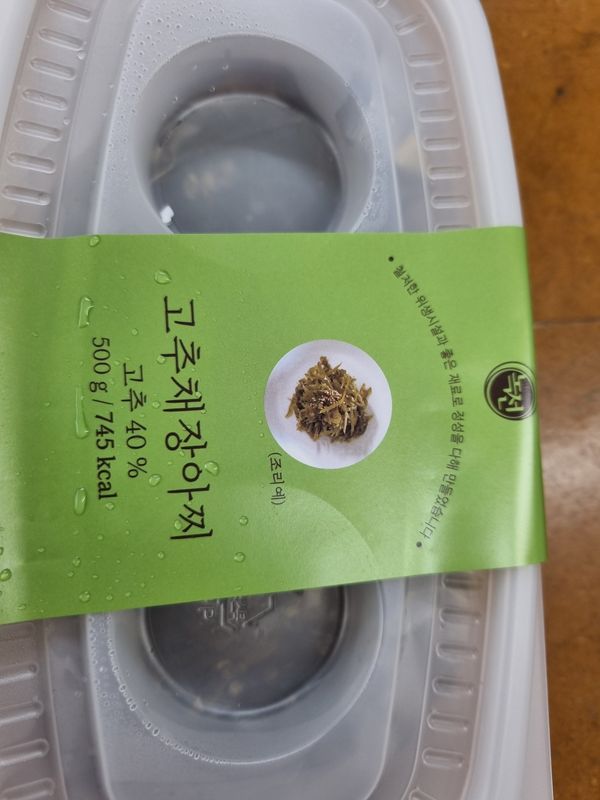 녹선
• 철저한 위생시설과 좋은 재료로 정성을 다해 만들었습니다 •
(조리예)
고추채장아찌
고추 40 %
500 g / 745 kcal